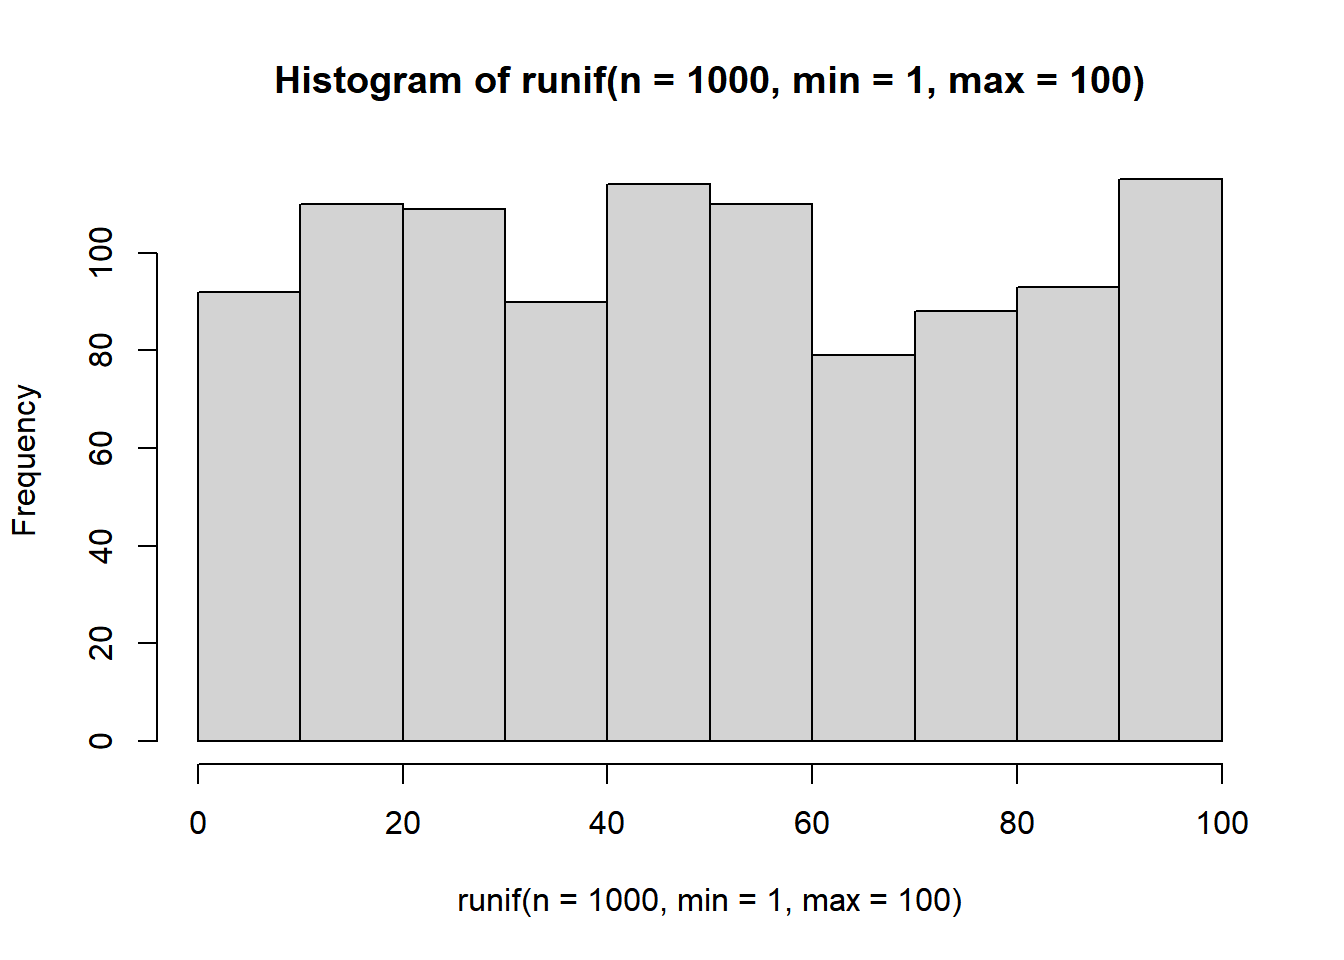 Histogram of runif(n = 1000, min = 1, max = 100)
Frequency
100
80
60
40
20
0
0 20 40 60 80 100
runif(n = 1000, min = 1, max = 100)